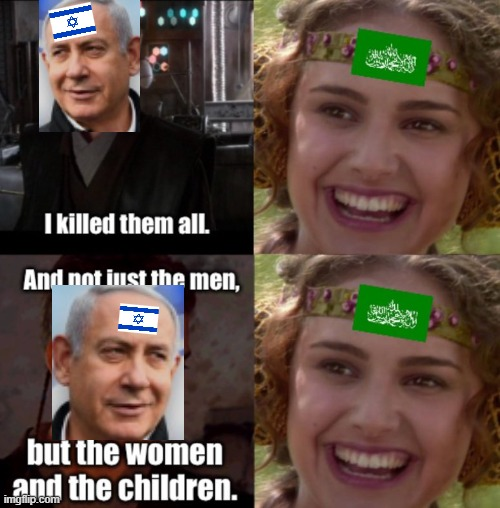 I killed them all.
And not just the men,
but the women
and the children.
imgflip.com